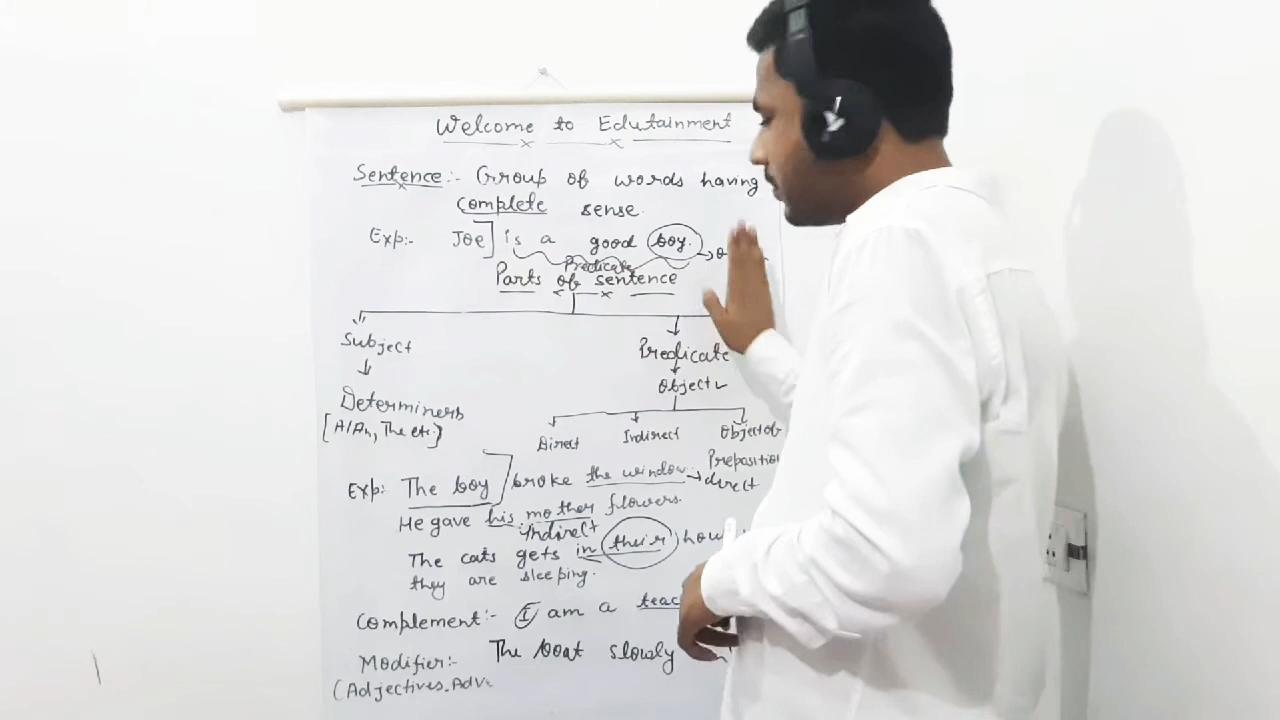 Welcome to Edutainment
Sentence:- Group of words having
complete sense.
Exp:- Joe is a good boy.
Predicate
Parts of sentence
Subject
Predicate
Object
Determiners
[A/An, The etc.]
Direct Indirect Object of
Preposition
Exp: The boy broke the window. direct
He gave his mother flowers.
Indirect
The cats gets in their
they are sleeping.
Complement:- I am a
Modifier:- The boat slowly
(Adjectives,